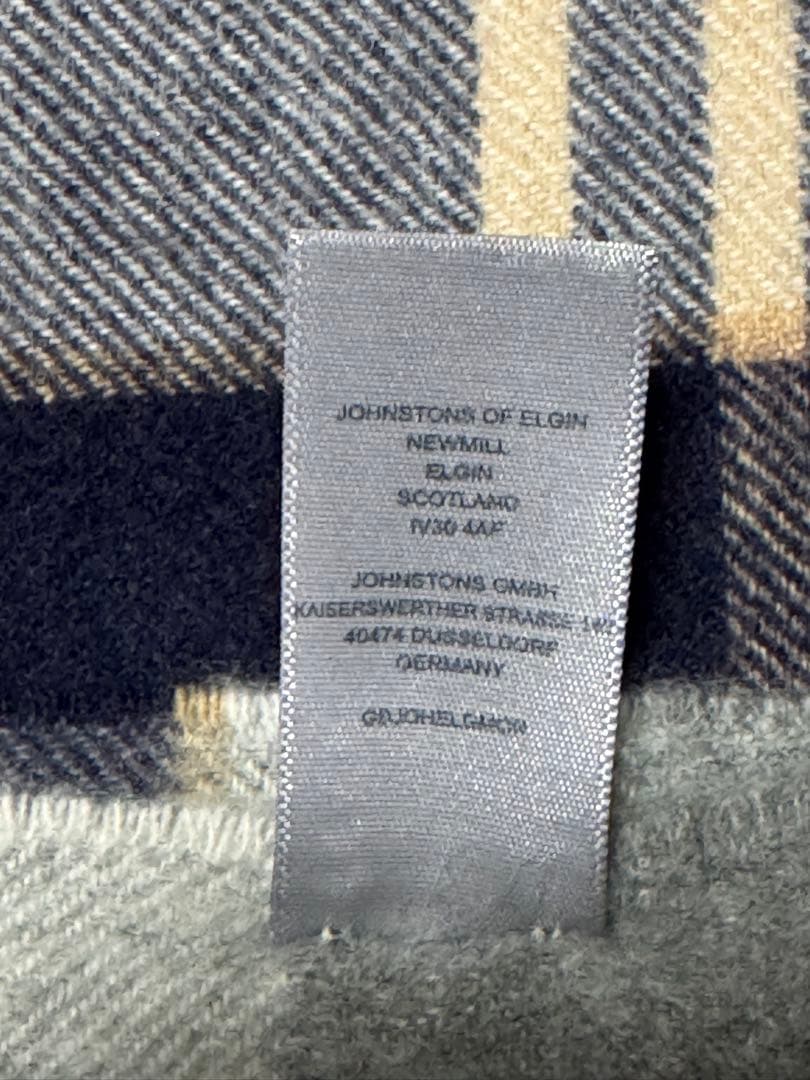 JOHNSTONS OF ELGIN
NEWMILL
ELGIN
SCOTLAND
IV30 4AF
JOHNSTONS GMBH
KAISERSWERTHER STRASSE
40474 DUSSELDORF
GERMANY